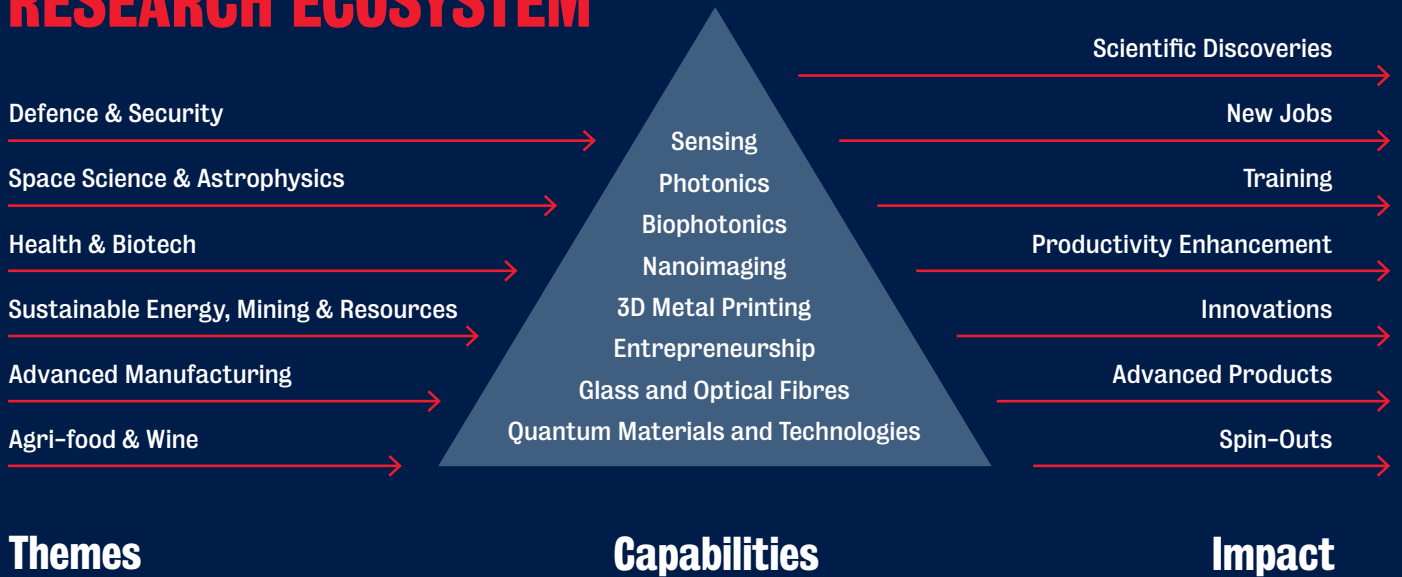 RESEARCH ECOSYSTEM
Defence & Security
Space Science & Astrophysics
Health & Biotech
Sustainable Energy, Mining & Resources
Advanced Manufacturing
Agri-food & Wine
Themes
Sensing
Photonics
Biophotonics
Nanoimaging
3D Metal Printing
Entrepreneurship
Glass and Optical Fibres
Quantum Materials and Technologies
Capabilities
Scientific Discoveries
New Jobs
Training
Productivity Enhancement
Innovations
Advanced Products
Spin-Outs
Impact